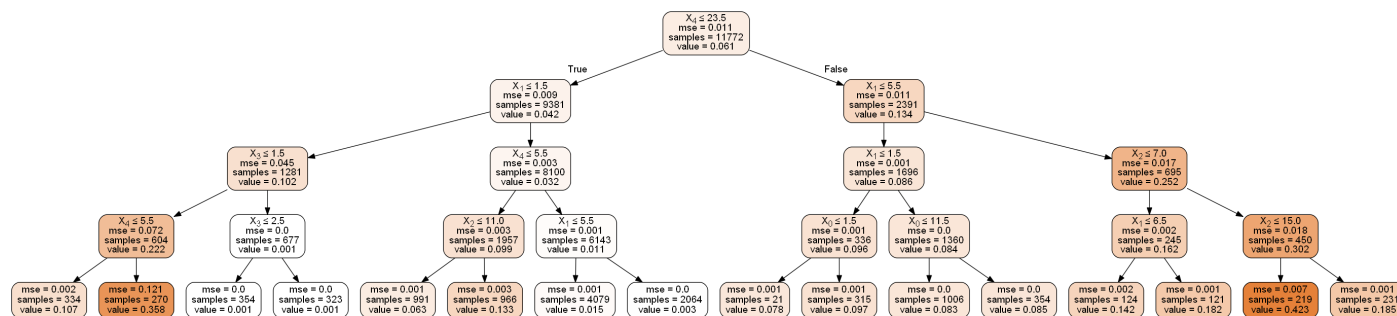 X4 ≤ 23.5
mse = 0.011
samples = 11772
value = 0.061
True
False
X1 ≤ 1.5
mse = 0.009
samples = 9381
value = 0.042
X1 ≤ 5.5
mse = 0.011
samples = 2391
value = 0.134
X3 ≤ 1.5
mse = 0.045
samples = 1281
value = 0.102
X4 ≤ 5.5
mse = 0.003
samples = 8100
value = 0.032
X1 ≤ 1.5
mse = 0.001
samples = 1696
value = 0.086
X2 ≤ 7.0
mse = 0.017
samples = 695
value = 0.252
X4 ≤ 5.5
mse = 0.072
samples = 604
value = 0.222
X3 ≤ 2.5
mse = 0.0
samples = 677
value = 0.001
X2 ≤ 11.0
mse = 0.003
samples = 1957
value = 0.099
X1 ≤ 5.5
mse = 0.001
samples = 6143
value = 0.011
X0 ≤ 1.5
mse = 0.001
samples = 336
value = 0.096
X0 ≤ 11.5
mse = 0.0
samples = 1360
value = 0.084
X1 ≤ 6.5
mse = 0.002
samples = 245
value = 0.162
X2 ≤ 15.0
mse = 0.018
samples = 450
value = 0.302
mse = 0.002
samples = 334
value = 0.107
mse = 0.121
samples = 270
value = 0.358
mse = 0.0
samples = 354
value = 0.001
mse = 0.0
samples = 323
value = 0.001
mse = 0.001
samples = 991
value = 0.063
mse = 0.003
samples = 966
value = 0.133
mse = 0.001
samples = 4079
value = 0.015
mse = 0.0
samples = 2064
value = 0.003
mse = 0.001
samples = 21
value = 0.078
mse = 0.001
samples = 315
value = 0.097
mse = 0.0
samples = 1006
value = 0.083
mse = 0.0
samples = 354
value = 0.085
mse = 0.002
samples = 124
value = 0.142
mse = 0.001
samples = 121
value = 0.182
mse = 0.007
samples = 219
value = 0.423
mse = 0.001
samples = 231
value = 0.186